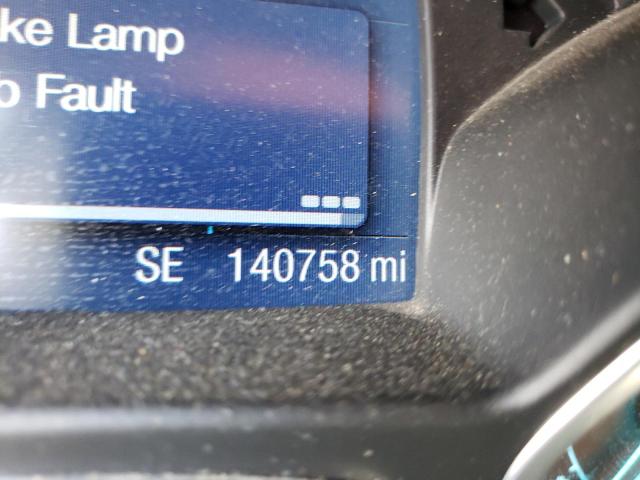 ke Lamp
o Fault
SE 140758 mi